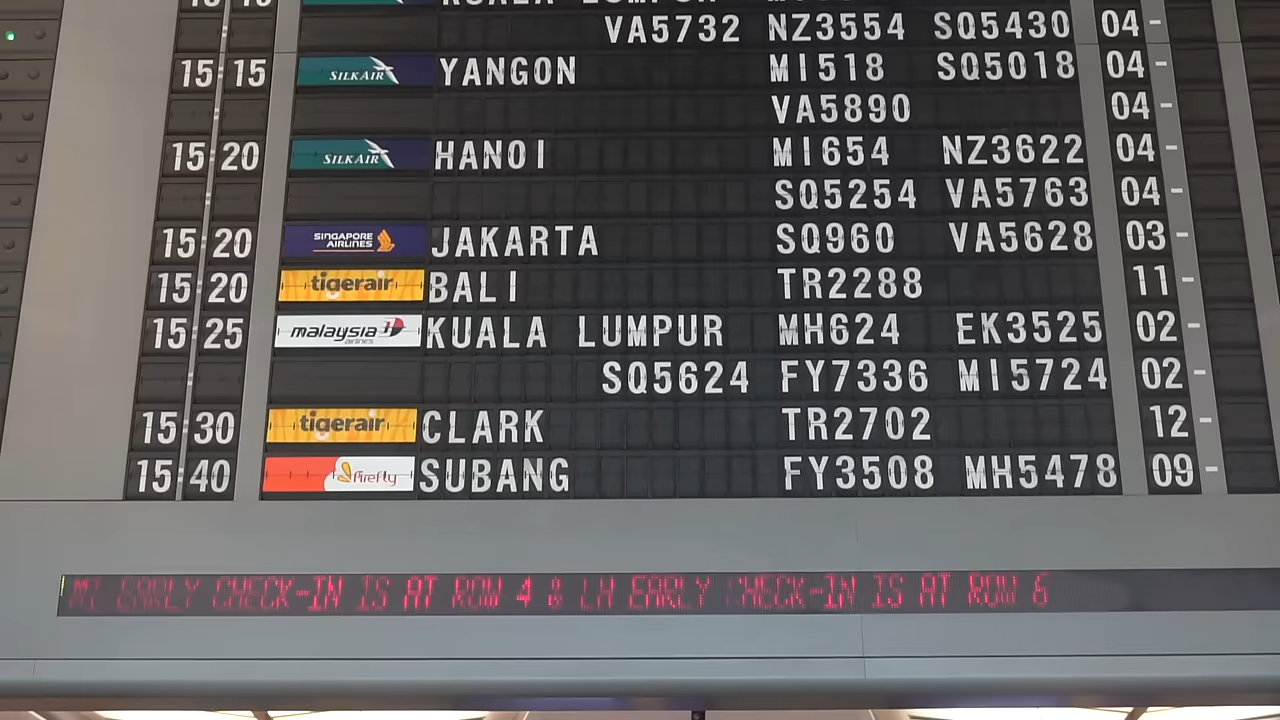 VA5732 NZ3554 SQ5430 04-
15:15 SILKAIR YANGON MI518 SQ5018 04-
VA5890 04-
15:20 SILKAIR HANOI MI654 NZ3622 04-
SQ5254 VA5763 04-
15:20 SINGAPORE AIRLINES JAKARTA SQ960 VA5628 03-
15:20 tigerair BALI TR2288 11-
15:25 malaysia airlines KUALA LUMPUR MH624 EK3525 02-
SQ5624 FY7336 MI5724 02-
15:30 tigerair CLARK TR2702 12-
15:40 firefly SUBANG FY3508 MH5478 09-
MI EARLY CHECK-IN IS AT ROW 4 & LH EARLY CHECK-IN IS AT ROW 6